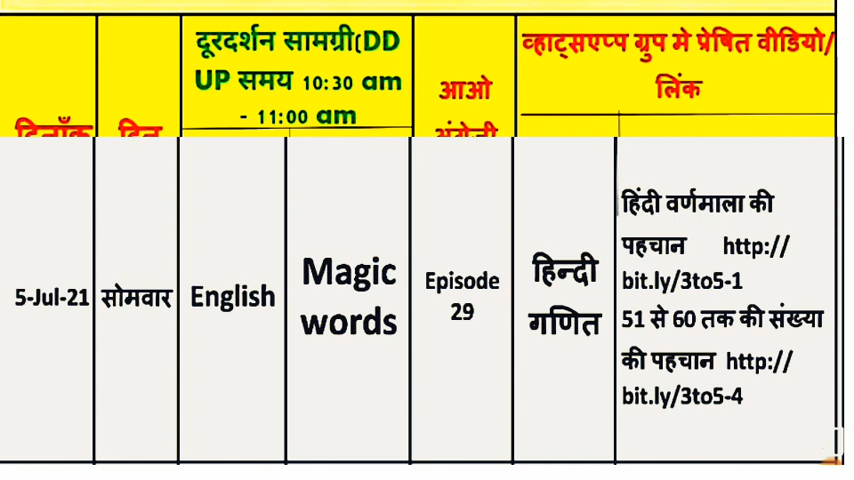 दूरदर्शन सामग्री(DD
UP समय 10:30 am
- 11:00 am
व्हाट्सएप्प ग्रुप मे प्रेषित वीडियो/
लिंक
आओ
अंग्रेजी
दिनाँक
दिन
5-Jul-21
सोमवार
English
Magic
words
Episode
29
हिन्दी
गणित
हिंदी वर्णमाला की
पहचान http://
bit.ly/3to5-1
51 से 60 तक की संख्या
की पहचान http://
bit.ly/3to5-4